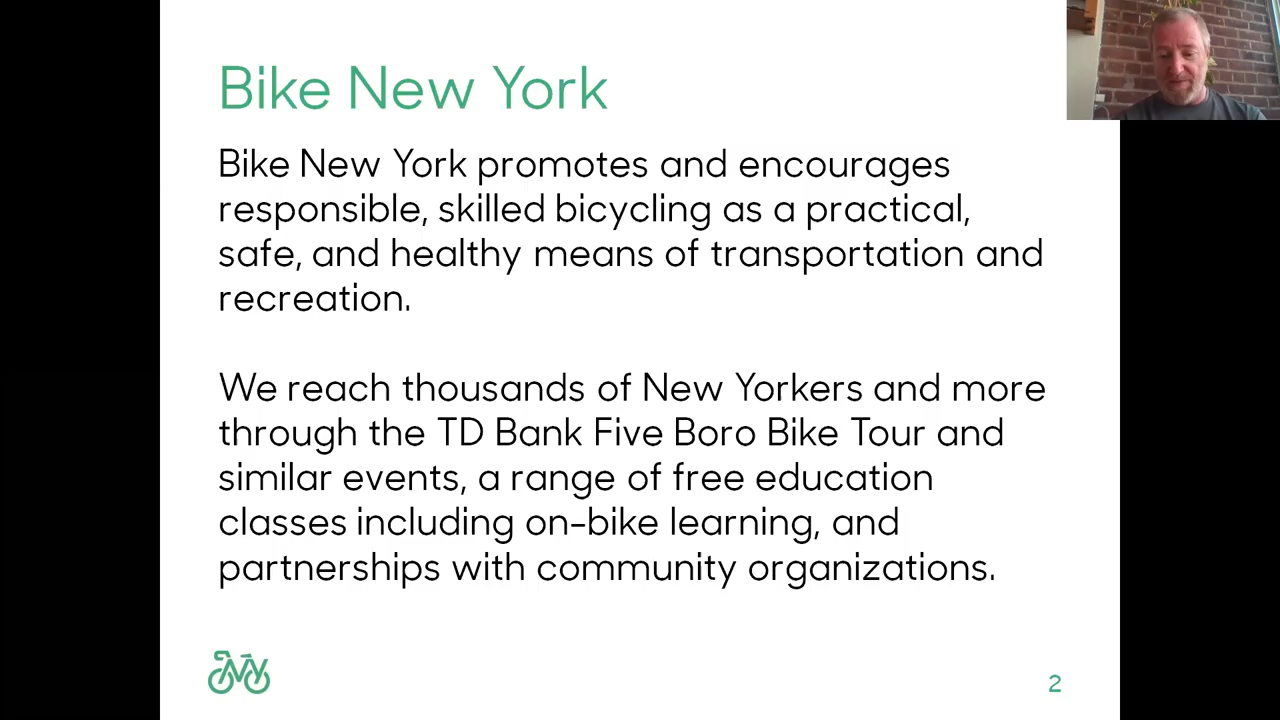 Bike New York
Bike New York promotes and encourages
responsible, skilled bicycling as a practical,
safe, and healthy means of transportation and
recreation.
We reach thousands of New Yorkers and more
through the TD Bank Five Boro Bike Tour and
similar events, a range of free education
classes including on-bike learning, and
partnerships with community organizations.
2